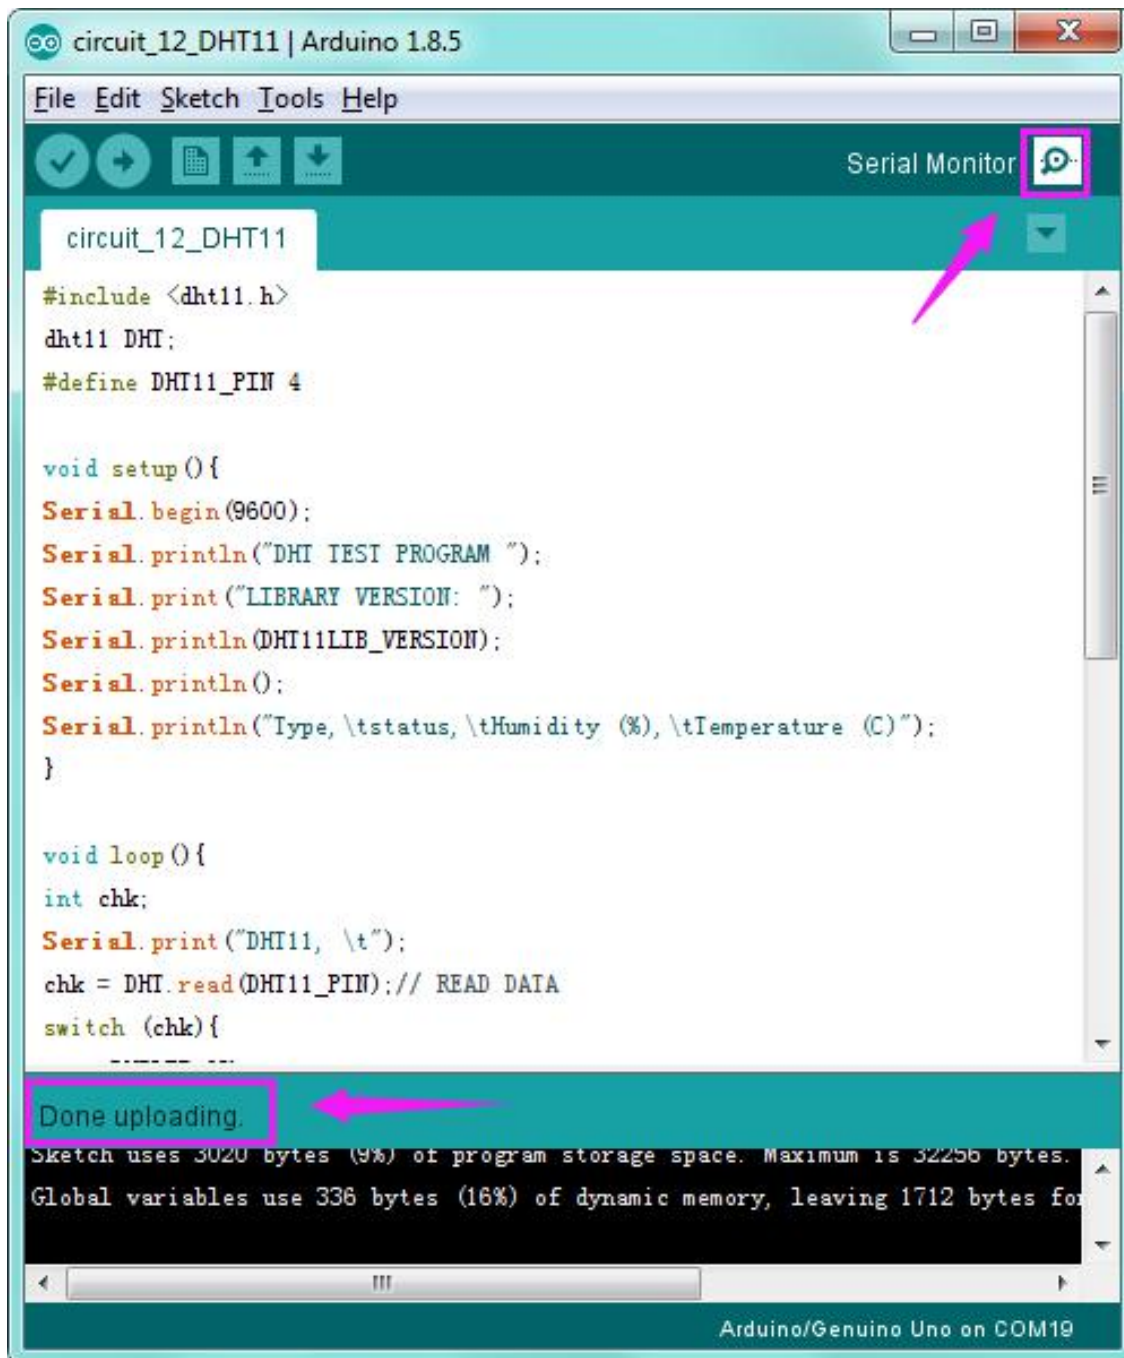 circuit_12_DHT11 | Arduino 1.8.5
File Edit Sketch Tools Help
Serial Monitor
circuit_12_DHT11
#include <dht11.h>
dht11 DHT;
#define DHT11_PIN 4
void setup(){
Serial.begin(9600);
Serial.println("DHT TEST PROGRAM ");
Serial.print("LIBRARY VERSION: ");
Serial.println(DHT11LIB_VERSION);
Serial.println();
Serial.println("Type,\tstatus,\tHumidity (%),\tTemperature (C)");
}
void loop(){
int chk;
Serial.print("DHT11, \t");
chk = DHT.read(DHT11_PIN);// READ DATA
switch (chk){
Done uploading.
Sketch uses 3020 bytes (9%) of program storage space. Maximum is 32256 bytes.
Global variables use 336 bytes (16%) of dynamic memory, leaving 1712 bytes
Arduino/Genuino Uno on COM19